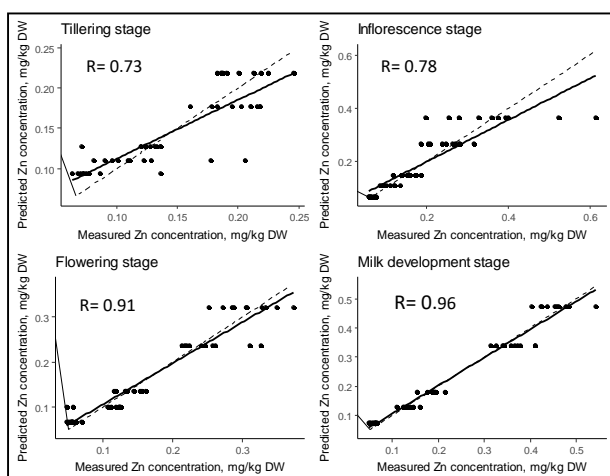 Tillering stage
Predicted Zn concentration, mg/kg DW
R= 0.73
0.25
0.20
0.15
0.10
0.10
0.15
0.20
0.25
Measured Zn concentration, mg/kg DW
Inflorescence stage
Predicted Zn concentration, mg/kg DW
R= 0.78
0.6
0.4
0.2
0.2
0.4
0.6
Measured Zn concentration, mg/kg DW
Flowering stage
Predicted Zn concentration, mg/kg DW
R= 0.91
0.3
0.2
0.1
0.1
0.2
0.3
Measured Zn concentration, mg/kg DW
Milk development stage
Predicted Zn concentration, mg/kg DW
R= 0.96
0.5
0.4
0.3
0.2
0.1
0.1
0.2
0.3
0.4
0.5
Measured Zn concentration, mg/kg DW